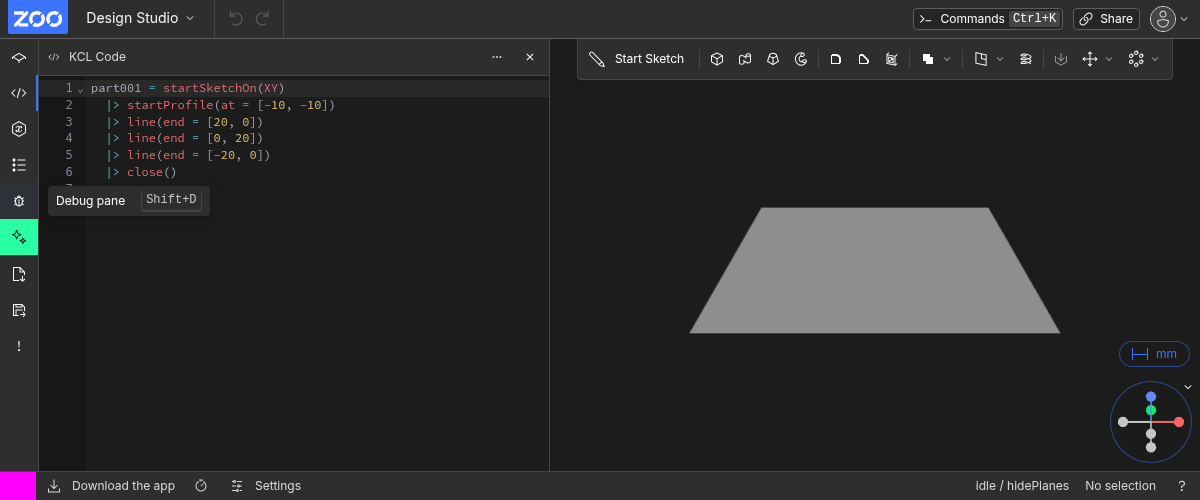 ZOO Design Studio Commands Ctrl+K Share
KCL Code
Start Sketch
1 part001 = startSketchOn(XY)
2 |> startProfile(at = [-10, -10])
3 |> line(end = [20, 0])
4 |> line(end = [0, 20])
5 |> line(end = [-20, 0])
6 |> close()
Debug pane Shift+D
mm
Download the app Settings idle / hidePlanes No selection ?